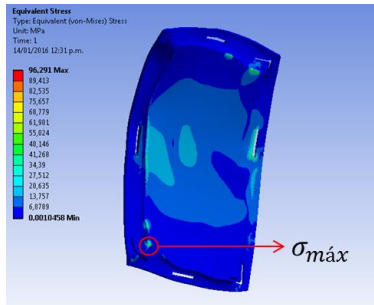 Equivalent Stress
Type: Equivalent (von-Mises) Stress
Unit: MPa
Time: 1
14/01/2016 12:31 p.m.
96,291 Max
89,413
82,535
75,657
68,779
61,901
55,024
48,146
41,268
34,39
27,512
20,635
13,757
6,8789
0,0010458 Min
σmáx